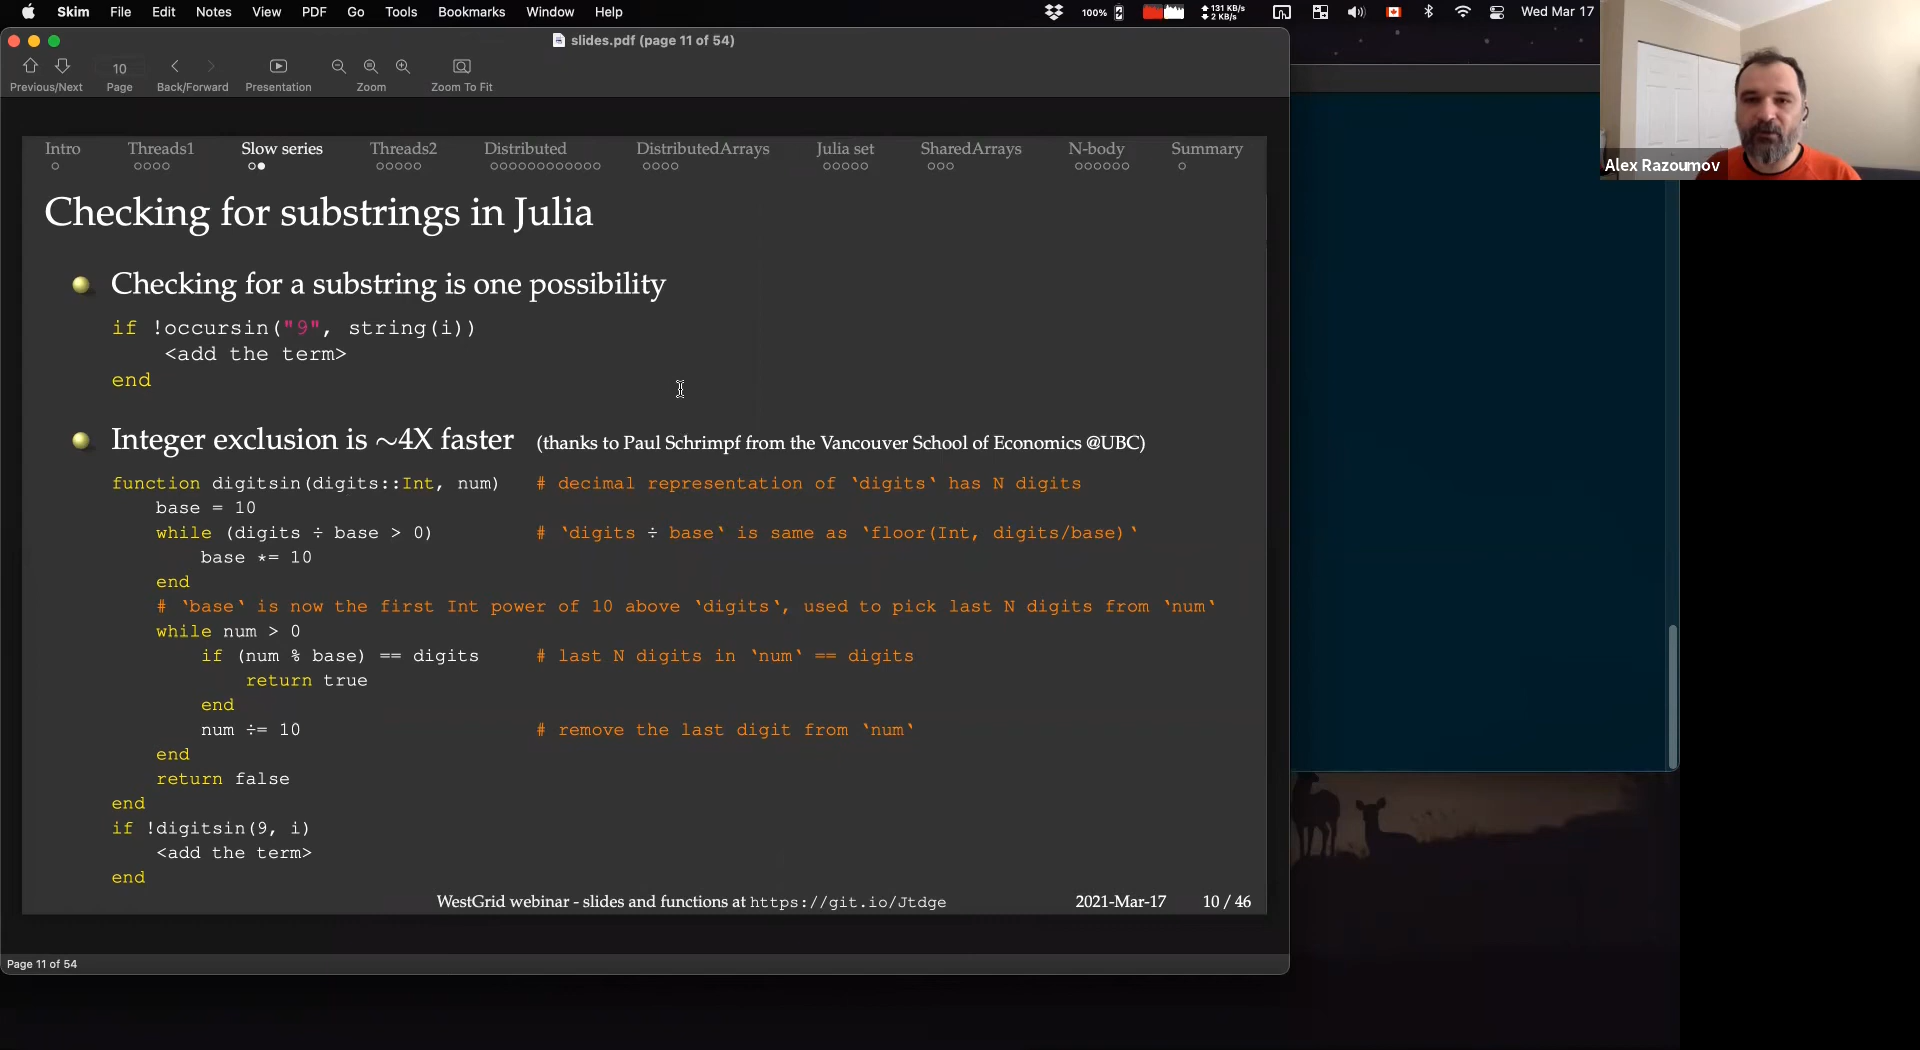 Skim File Edit Notes View PDF Go Tools Bookmarks Window Help 100% 131 KB/s 2 KB/s Wed Mar 17
slides.pdf (page 11 of 54)
10
Previous/Next Page Back/Forward Presentation Zoom Zoom To Fit
Alex Razoumov
Intro Threads1 Slow series Threads2 Distributed DistributedArrays Julia set SharedArrays N-body Summary
Checking for substrings in Julia
Checking for a substring is one possibility
if !occursin("9", string(i))
<add the term>
end
Integer exclusion is ~4X faster (thanks to Paul Schrimpf from the Vancouver School of Economics @UBC)
function digitsin(digits::Int, num) # decimal representation of `digits` has N digits
base = 10
while (digits ÷ base > 0) # `digits ÷ base` is same as `floor(Int, digits/base)`
base *= 10
end
# `base` is now the first Int power of 10 above `digits`, used to pick last N digits from `num`
while num > 0
if (num % base) == digits # last N digits in `num` == digits
return true
end
num ÷= 10 # remove the last digit from `num`
end
return false
end
if !digitsin(9, i)
<add the term>
end
WestGrid webinar - slides and functions at https://git.io/Jtdge 2021-Mar-17 10 / 46
Page 11 of 54